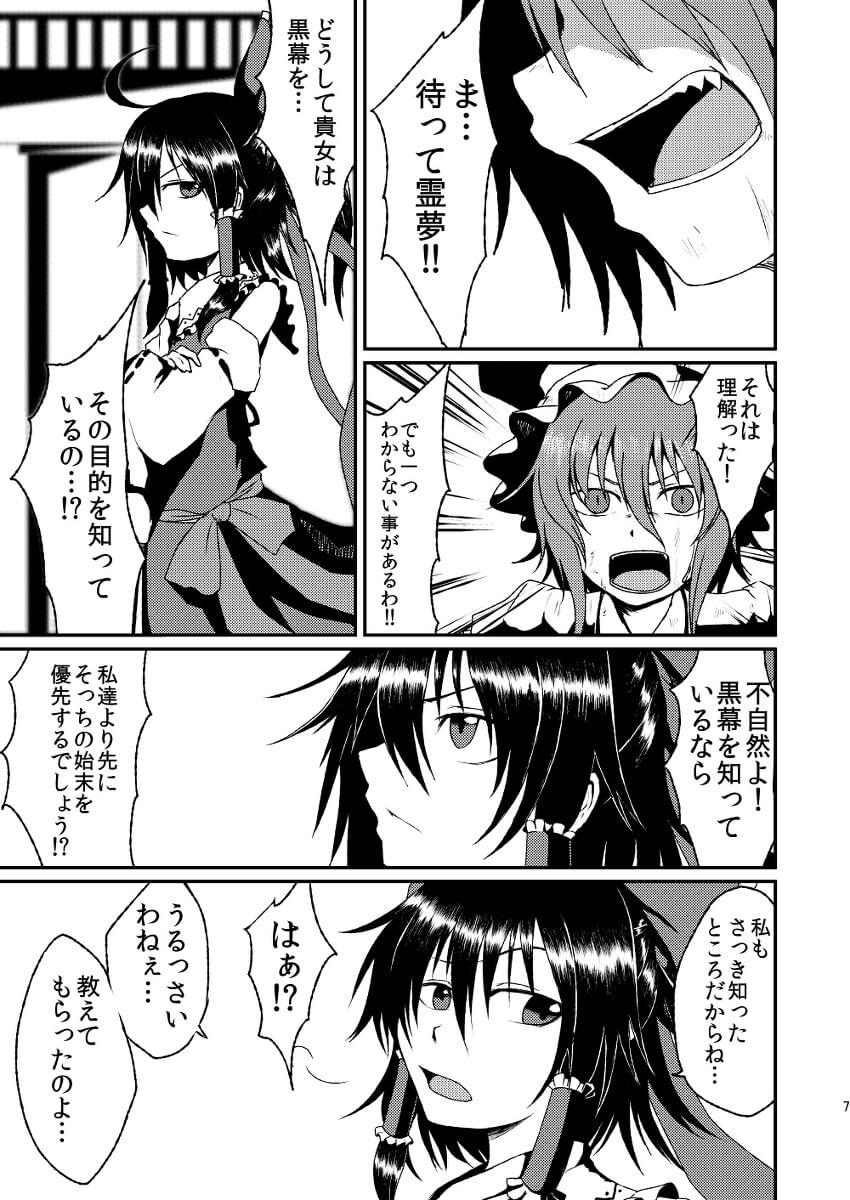 ま…
待って霊夢!!
それは
理解った！
でも一つ
わからない事があるわ!!
どうして貴女は
黒幕を…
その目的を知って
いるの…!?
不自然よ！
黒幕を知って
いるなら
私達より先に
そっちの始末を
優先するでしょう!?
私も
さっき知った
ところだからね…
はぁ!?
うるっさい
わねぇ…
教えて
もらったのよ…
7